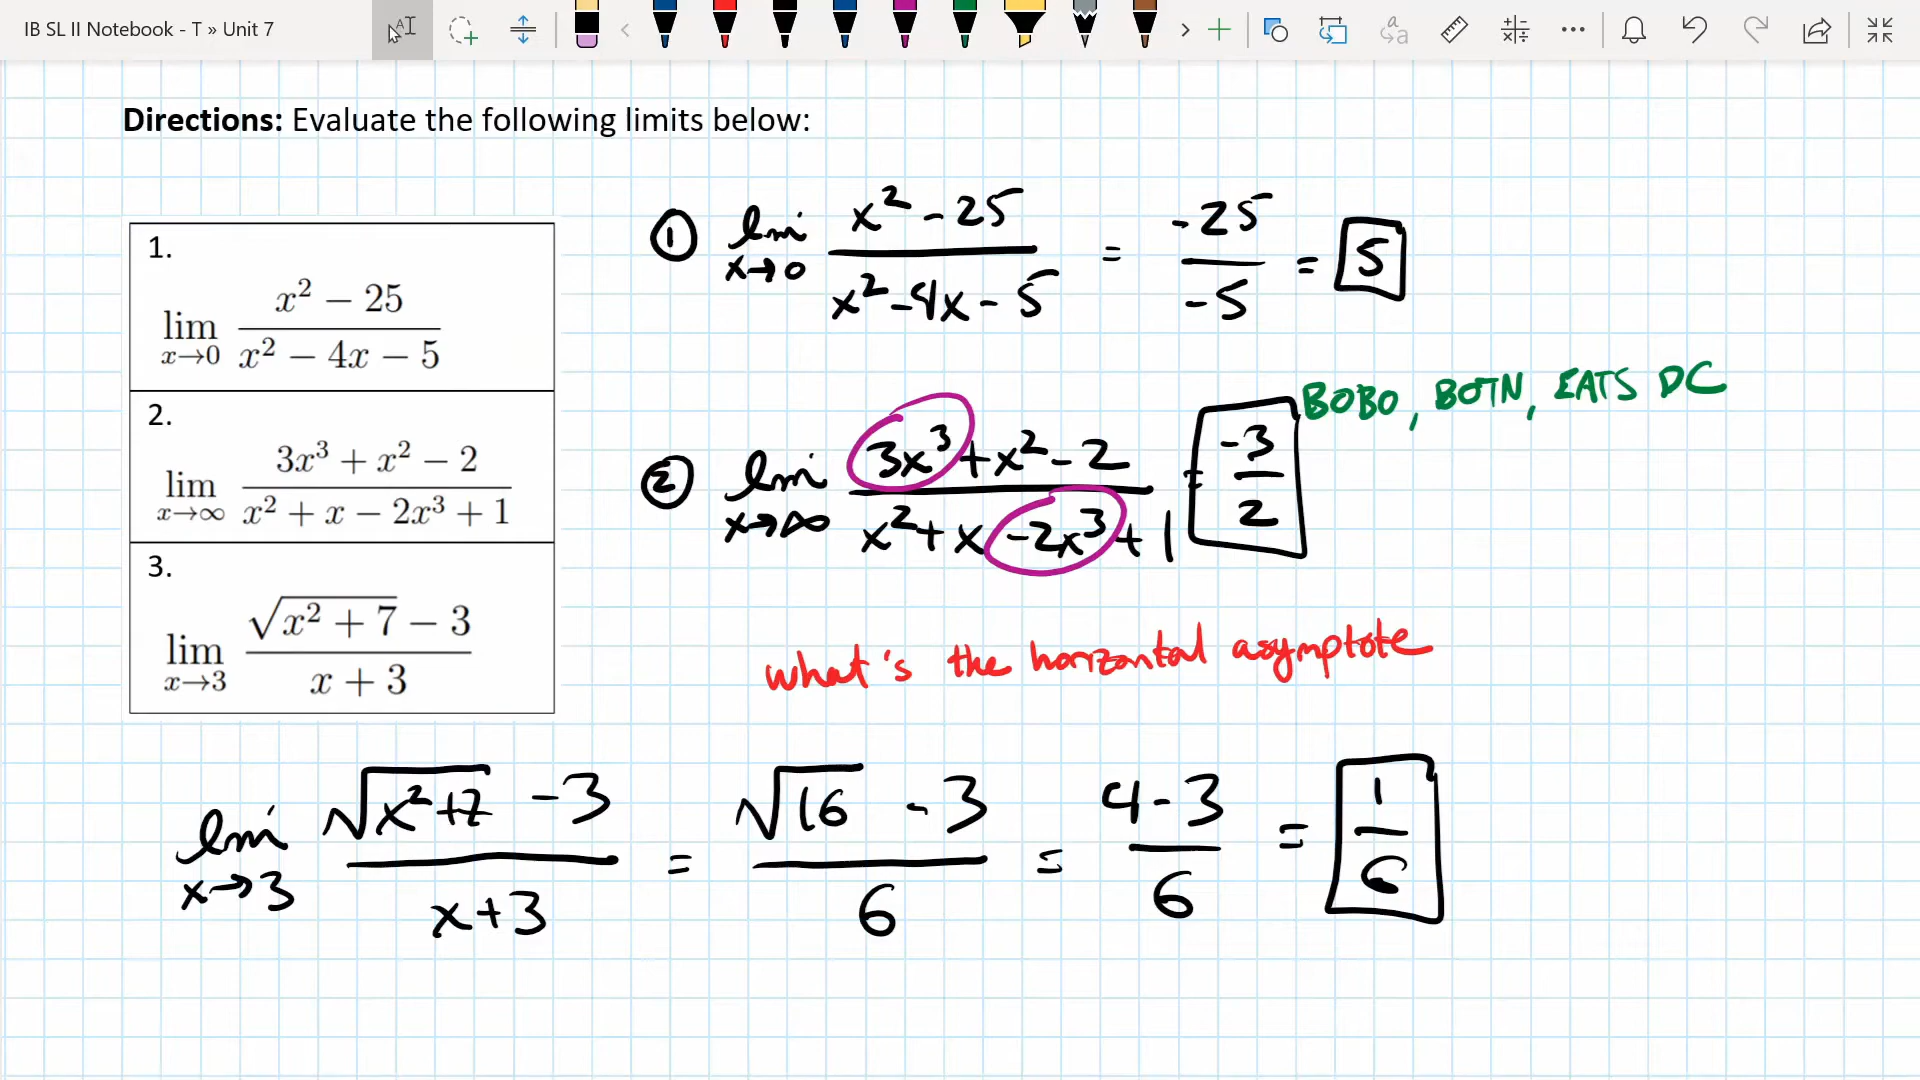 IB SL II Notebook - T » Unit 7
Directions: Evaluate the following limits below:
1.
lim x→0 (x² − 25)/(x² − 4x − 5)
2.
lim x→∞ (3x³ + x² − 2)/(x² + x − 2x³ + 1)
3.
lim x→3 (√(x² + 7) − 3)/(x + 3)
① lim x→0 (x² - 25)/(x² - 4x - 5) = -25/-5 = 5
BOBO, BOTN, EATS DC
② lim x→∞ (3x³ + x² - 2)/(x² + x - 2x³ + 1) = -3/2
what's the horizontal asymptote
lim x→3 (√(x²+7) - 3)/(x+3) = (√16 - 3)/6 = (4-3)/6 = 1/6